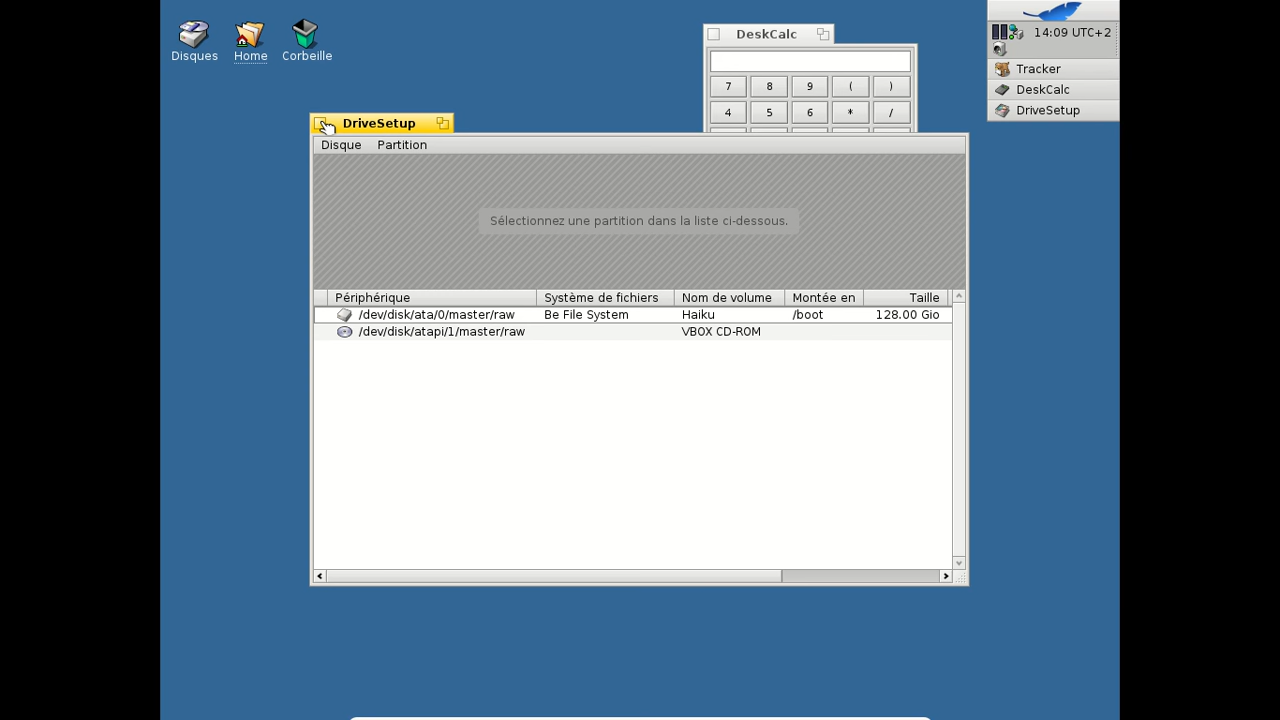 Disques
Home
Corbeille
DeskCalc
7 8 9 ( )
4 5 6 * /
14:09 UTC+2
Tracker
DeskCalc
DriveSetup
DriveSetup
Disque Partition
Sélectionnez une partition dans la liste ci-dessous.
Périphérique Système de fichiers Nom de volume Montée en Taille
/dev/disk/ata/0/master/raw Be File System Haiku /boot 128.00 Gio
/dev/disk/atapi/1/master/raw VBOX CD-ROM